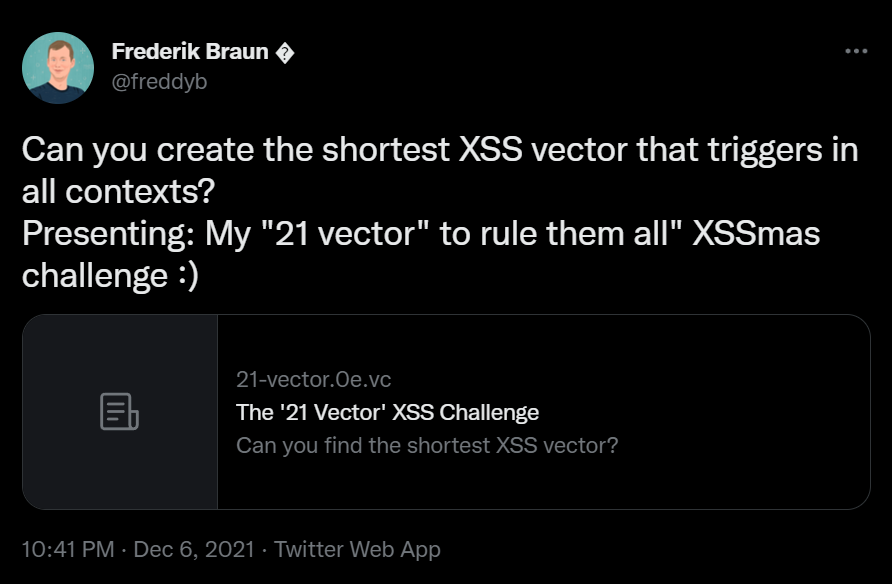 Frederik Braun �
@freddyb
Can you create the shortest XSS vector that triggers in
all contexts?
Presenting: My "21 vector" to rule them all" XSSmas
challenge :)
21-vector.0e.vc
The '21 Vector' XSS Challenge
Can you find the shortest XSS vector?
10:41 PM · Dec 6, 2021 · Twitter Web App